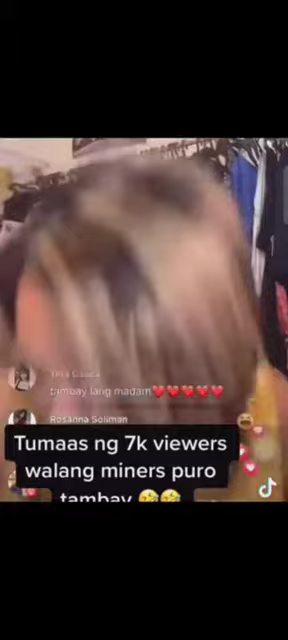 tambay lang madam❤️❤️❤️❤️❤️
Rosanna Soliman
Tumaas ng 7k viewers
walang miners puro
tambay 🤣🤣